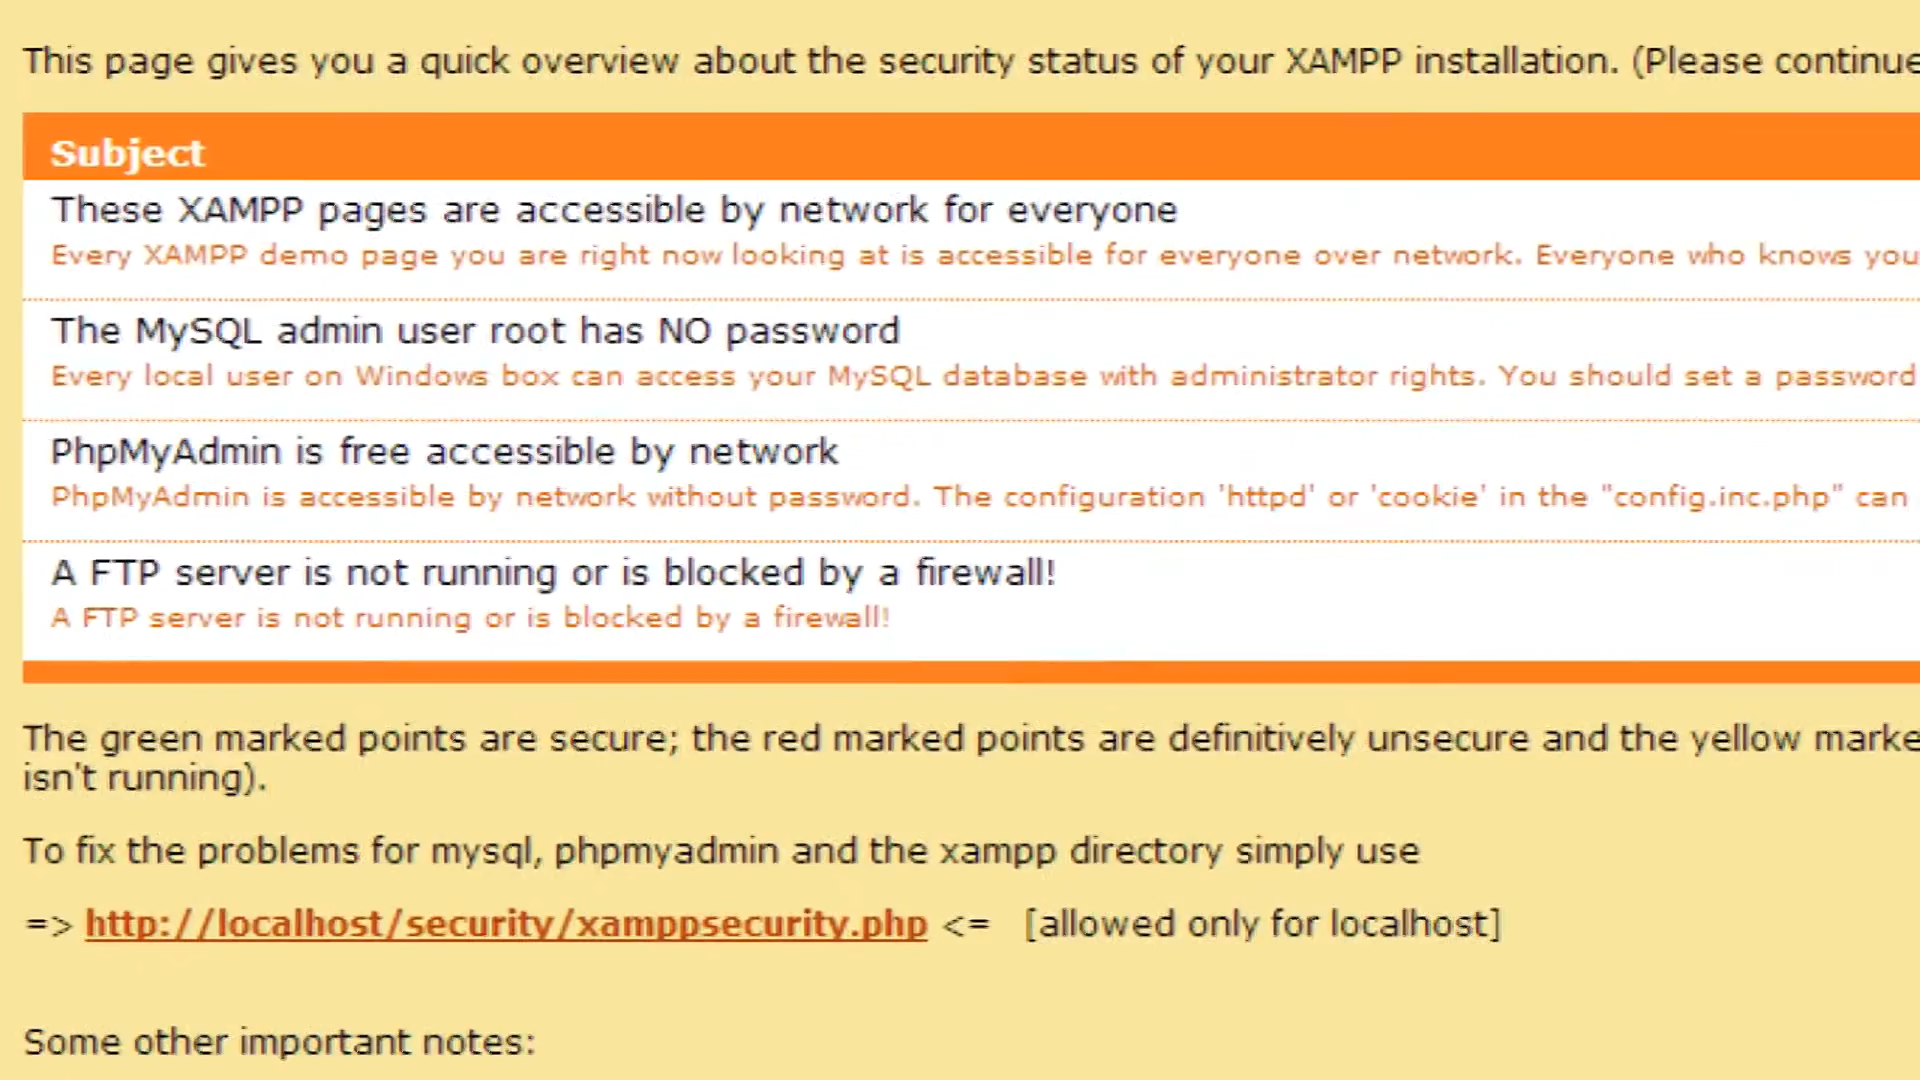 This page gives you a quick overview about the security status of your XAMPP installation. (Please continue
Subject
These XAMPP pages are accessible by network for everyone
Every XAMPP demo page you are right now looking at is accessible for everyone over network. Everyone who knows you
The MySQL admin user root has NO password
Every local user on Windows box can access your MySQL database with administrator rights. You should set a password
PhpMyAdmin is free accessible by network
PhpMyAdmin is accessible by network without password. The configuration 'httpd' or 'cookie' in the "config.inc.php" can
A FTP server is not running or is blocked by a firewall!
A FTP server is not running or is blocked by a firewall!
The green marked points are secure; the red marked points are definitively unsecure and the yellow marke
isn't running).
To fix the problems for mysql, phpmyadmin and the xampp directory simply use
=> http://localhost/security/xamppsecurity.php <= [allowed only for localhost]
Some other important notes: